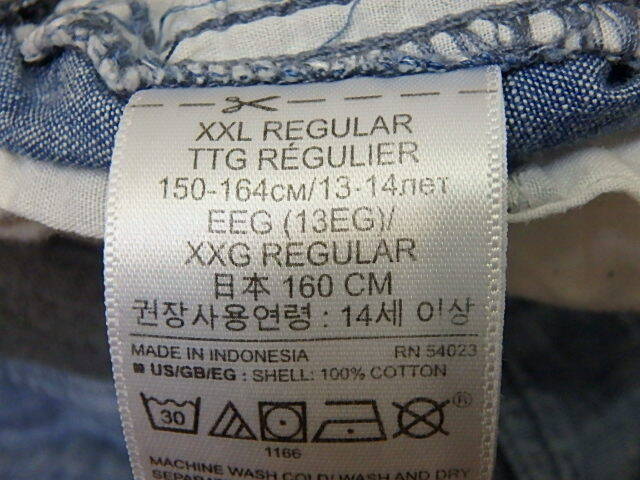 XXL REGULAR
TTG RÉGULIER
150-164см/13-14лет
EEG (13EG)/
XXG REGULAR
日本 160 CM
권장사용연령 : 14세 이상
MADE IN INDONESIA RN 54023
US/GB/EG : SHELL: 100% COTTON
30
®
1166
MACHINE WASH COLD/ WASH AND DRY